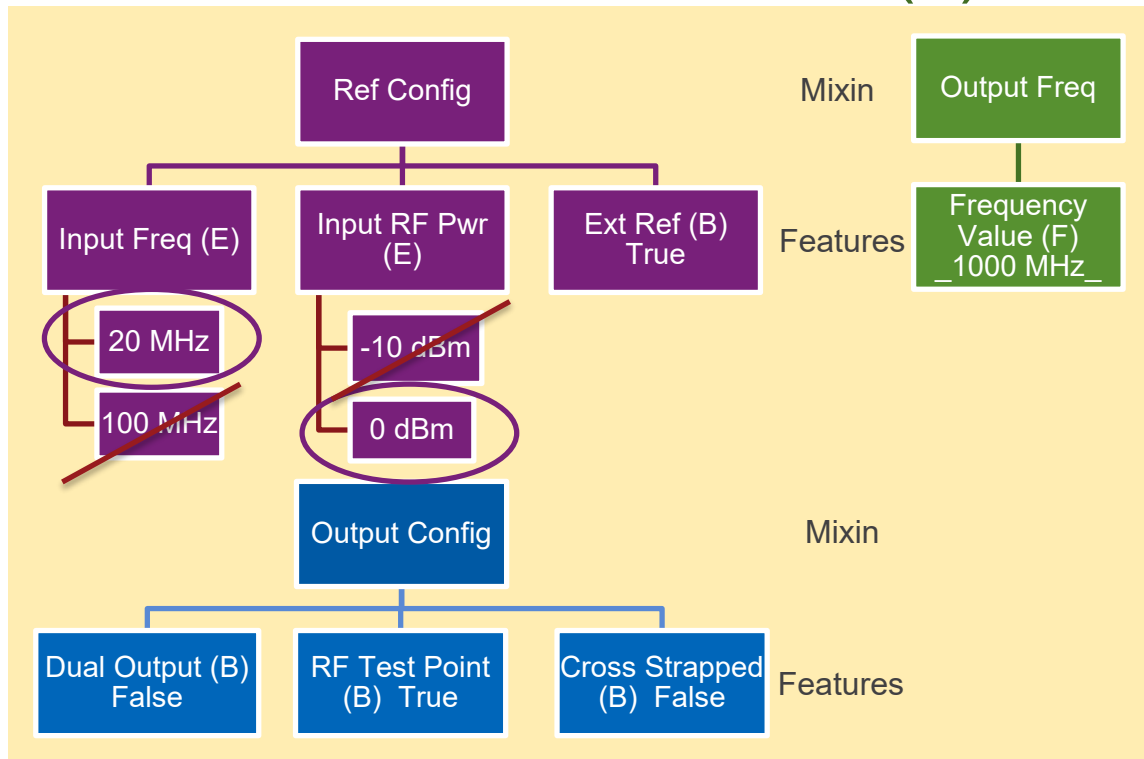 Ref Config
Mixin
Output Freq
Input Freq (E)
Input RF Pwr
(E)
Ext Ref (B)
True
Features
Frequency
Value (F)
_1000 MHz_
20 MHz
-10 dBm
100 MHz
0 dBm
Output Config
Mixin
Dual Output (B)
False
RF Test Point
(B)  True
Cross Strapped
(B)  False
Features